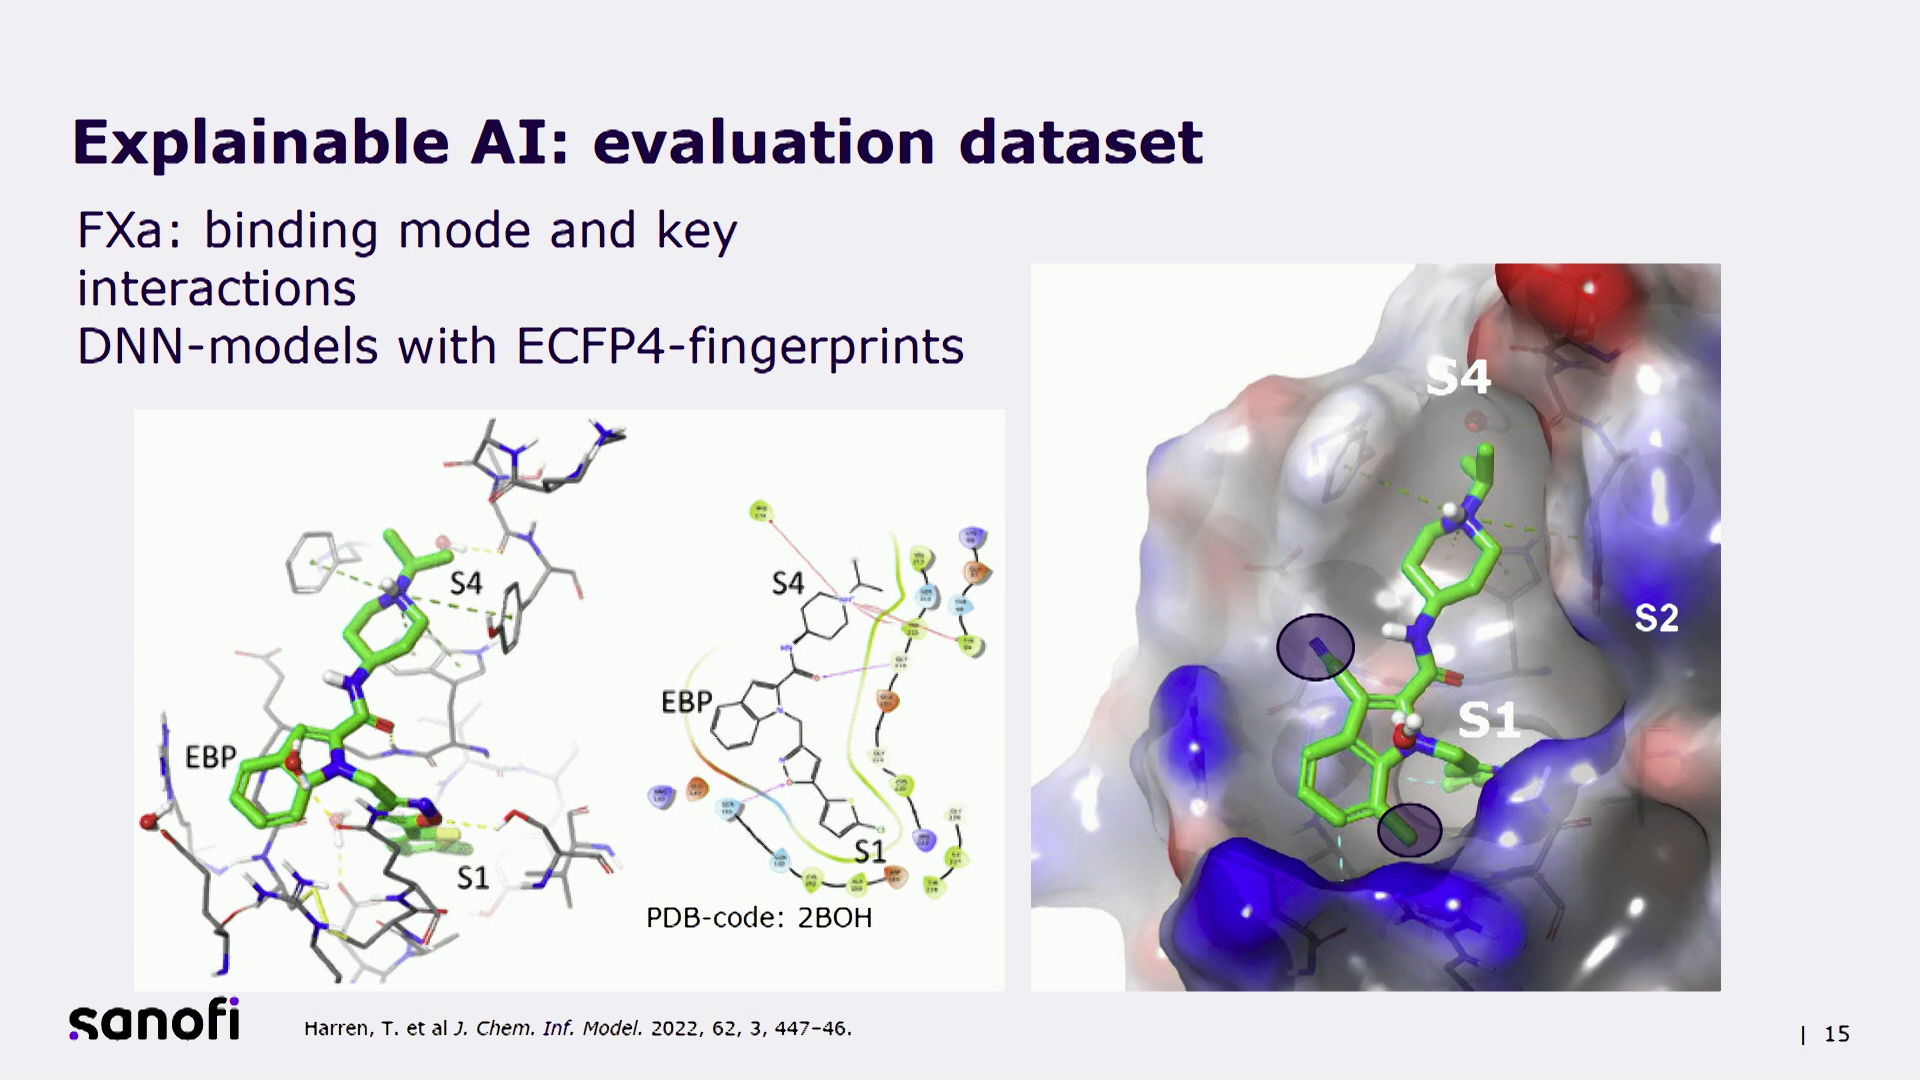 Explainable AI: evaluation dataset
FXa: binding mode and key
interactions
DNN-models with ECFP4-fingerprints
S4
EBP
S1
S4
EBP
S1
PDB-code: 2BOH
S4
S2
S1
sanofi
Harren, T. et al J. Chem. Inf. Model. 2022, 62, 3, 447–46.
| 15